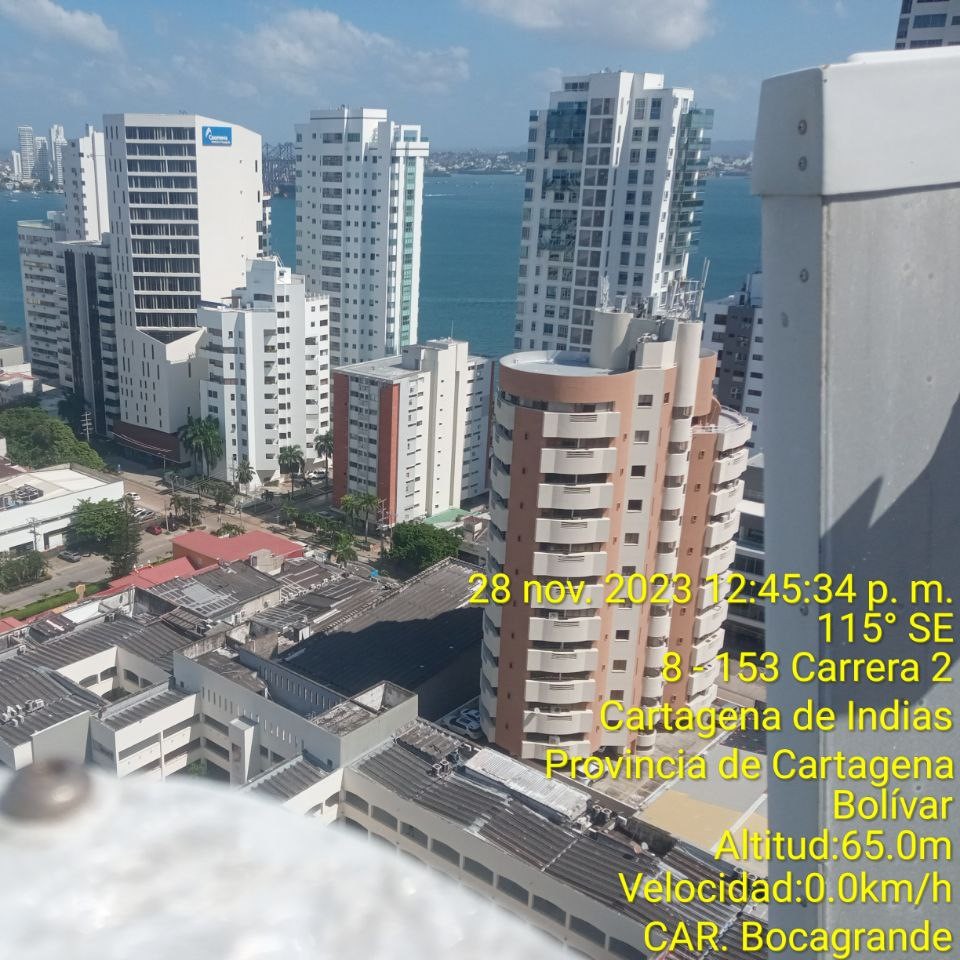 28 nov. 2023 12:45:34 p. m.
115° SE
8 - 153 Carrera 2
Cartagena de Indias
Provincia de Cartagena
Bolívar
Altitud:65.0m
Velocidad:0.0km/h
CAR. Bocagrande